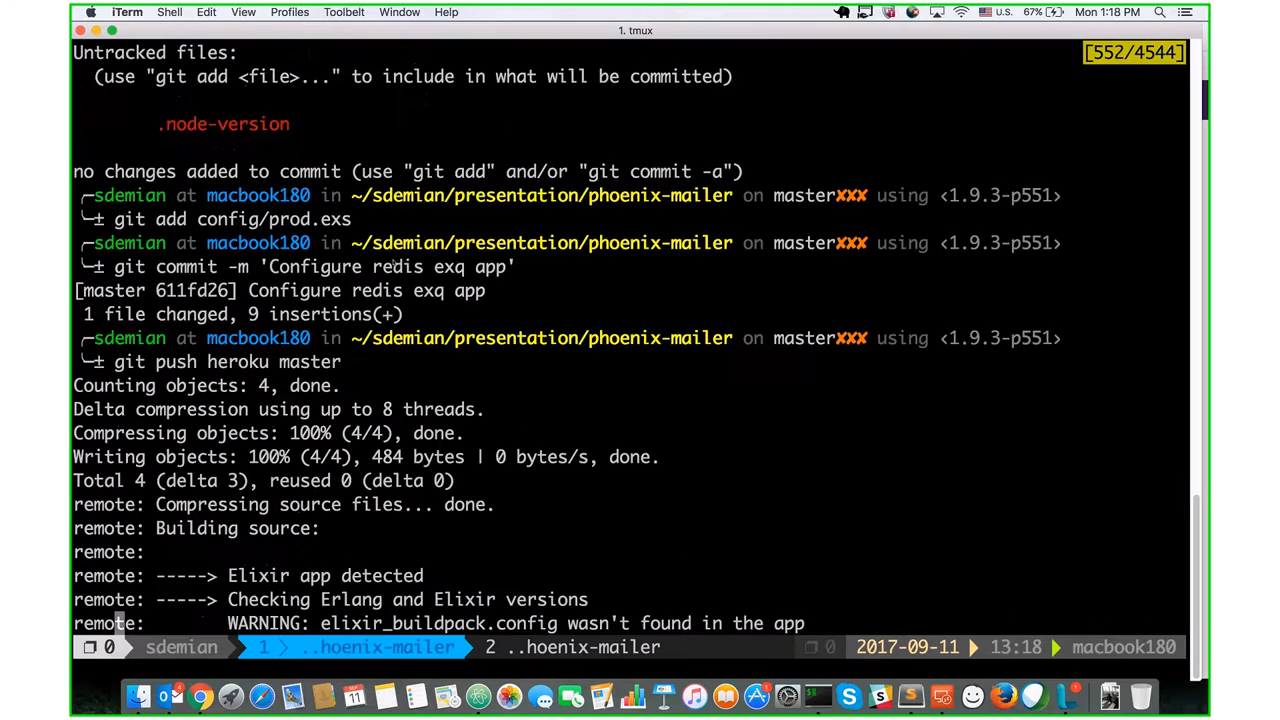 iTerm Shell Edit View Profiles Toolbelt Window Help U.S. 67% Mon 1:18 PM
1. tmux
Untracked files: [552/4544]
(use "git add <file>..." to include in what will be committed)
.node-version
no changes added to commit (use "git add" and/or "git commit -a")
╭─sdemian at macbook180 in ~/sdemian/presentation/phoenix-mailer on master✘✘✘ using ‹1.9.3-p551›
╰─± git add config/prod.exs
╭─sdemian at macbook180 in ~/sdemian/presentation/phoenix-mailer on master✘✘✘ using ‹1.9.3-p551›
╰─± git commit -m 'Configure redis exq app'
[master 611fd26] Configure redis exq app
1 file changed, 9 insertions(+)
╭─sdemian at macbook180 in ~/sdemian/presentation/phoenix-mailer on master✘✘✘ using ‹1.9.3-p551›
╰─± git push heroku master
Counting objects: 4, done.
Delta compression using up to 8 threads.
Compressing objects: 100% (4/4), done.
Writing objects: 100% (4/4), 484 bytes | 0 bytes/s, done.
Total 4 (delta 3), reused 0 (delta 0)
remote: Compressing source files... done.
remote: Building source:
remote:
remote: -----> Elixir app detected
remote: -----> Checking Erlang and Elixir versions
remote: WARNING: elixir_buildpack.config wasn't found in the app
0 sdemian 1 ..hoenix-mailer 2 ..hoenix-mailer 0 2017-09-11 13:18 macbook180